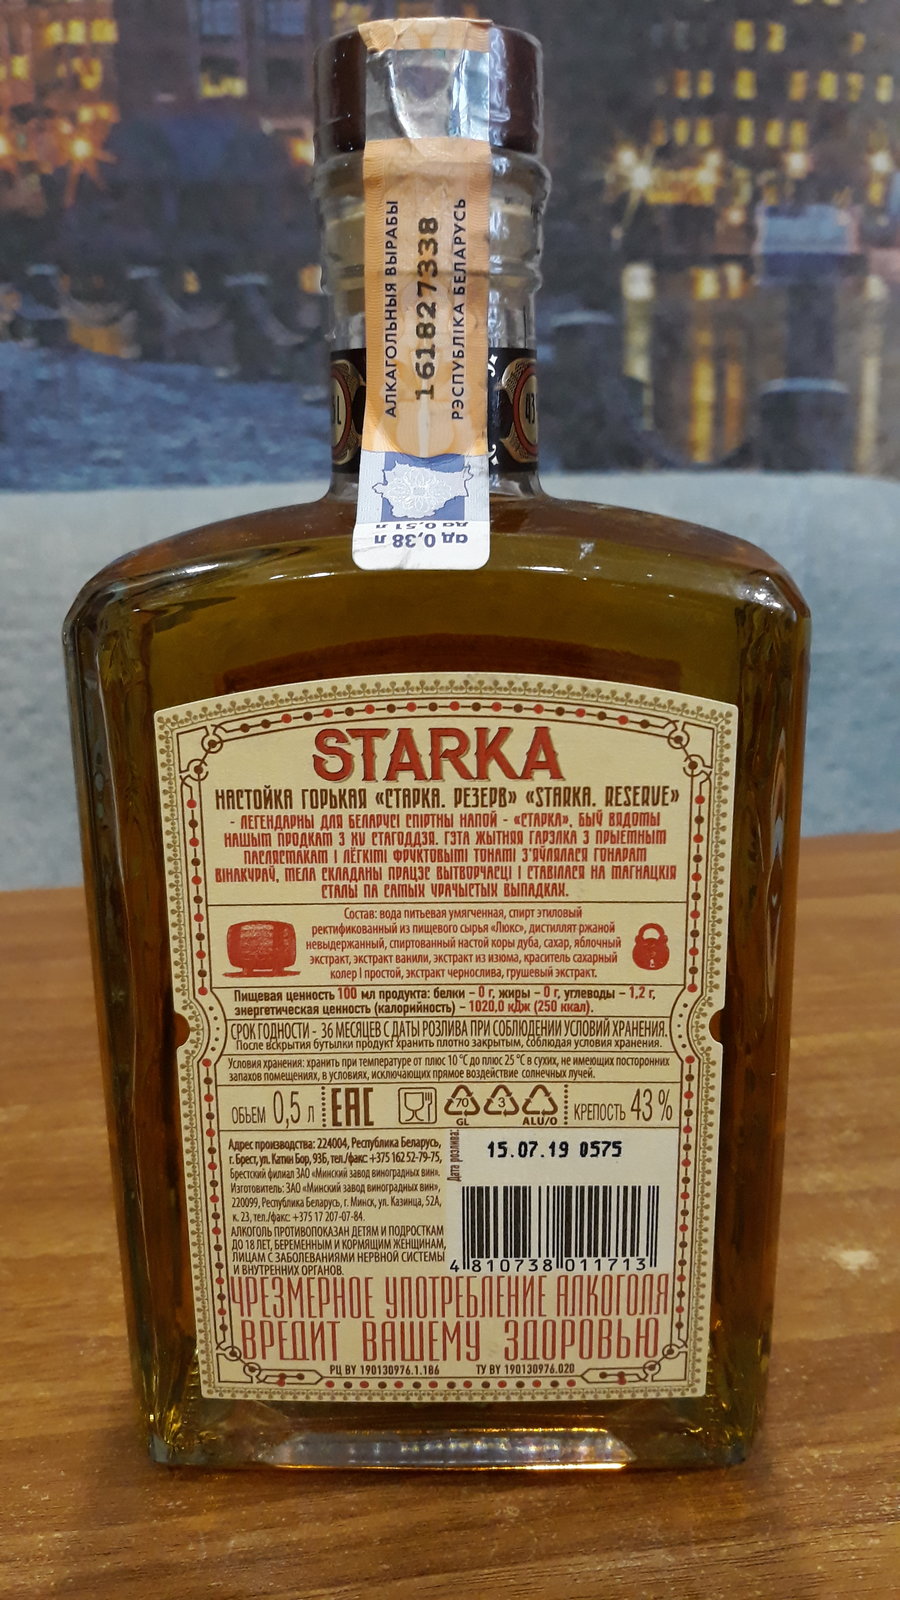 АЛКАГОЛЬНЫЯ ВЫРАБЫ
161827338
РЭСПУБЛІКА БЕЛАРУСЬ
ад 0,38 л
да 0,51 л
STARKA
НАСТОЙКА ГОРЬКАЯ «СТАРКА. РЕЗЕРВ» «STARKA. RESERVE»
- ЛЕГЕНДАРНЫ ДЛЯ БЕЛАРУСІ СПІРТНЫ НАПОЙ - «СТАРКА», БЫЎ ВЯДОМЫ
НАШЫМ ПРОДКАМ З XV СТАГОДДЗЯ. ГЭТА ЖЫТНЯЯ ГАРЭЛКА З ПРЫЕМНЫМ
ПАСЛЯСМАКАМ І ЛЁГКІМІ ФРУКТОВЫМІ ТОНАМІ З'ЯЎЛЯЛАСЯ ГОНАРАМ
ВІНАКУРАЎ, МЕЛА СКЛАДАНЫ ПРАЦЭС ВЫТВОРЧАСЦІ І СТАВІЛАСЯ НА МАГНАЦКІЯ
СТАЛЫ ПА САМЫХ УРАЧЫСТЫХ ВЫПАДКАХ.
Состав: вода питьевая умягченная, спирт этиловый
ректификованный из пищевого сырья «Люкс», дистиллят ржаной
невыдержанный, спиртованный настой коры дуба, сахар, яблочный
экстракт, экстракт ванили, экстракт из изюма, краситель сахарный
колер I простой, экстракт чернослива, грушевый экстракт.
Пищевая ценность 100 мл продукта: белки – 0 г, жиры – 0 г, углеводы – 1,2 г,
энергетическая ценность (калорийность) – 1020,0 кДж (250 ккал).
СРОК ГОДНОСТИ - 36 МЕСЯЦЕВ С ДАТЫ РОЗЛИВА ПРИ СОБЛЮДЕНИИ УСЛОВИЙ ХРАНЕНИЯ.
После вскрытия бутылки продукт хранить плотно закрытым, соблюдая условия хранения.
Условия хранения: хранить при температуре от плюс 10 °С до плюс 25 °С в сухих, не имеющих посторонних
запахов помещениях, в условиях, исключающих прямое воздействие солнечных лучей.
ОБЪЕМ 0,5 л EAC 70 GL 3 ALU/O КРЕПОСТЬ 43 %
Адрес производства: 224004, Республика Беларусь,
г. Брест, ул. Катин Бор, 93Б, тел./факс: +375 162 52-79-75,
Брестский филиал ЗАО «Минский завод виноградных вин».
Изготовитель: ЗАО «Минский завод виноградных вин»,
220099, Республика Беларусь, г. Минск, ул. Казинца, 52А,
к. 23, тел./факс: +375 17 207-07-84.
АЛКОГОЛЬ ПРОТИВОПОКАЗАН ДЕТЯМ И ПОДРОСТКАМ
ДО 18 ЛЕТ, БЕРЕМЕННЫМ И КОРМЯЩИМ ЖЕНЩИНАМ,
ЛИЦАМ С ЗАБОЛЕВАНИЯМИ НЕРВНОЙ СИСТЕМЫ
И ВНУТРЕННИХ ОРГАНОВ.
Дата розлива:
15.07.19 0575
4 810738 011713
ЧРЕЗМЕРНОЕ УПОТРЕБЛЕНИЕ АЛКОГОЛЯ
ВРЕДИТ ВАШЕМУ ЗДОРОВЬЮ
РЦ BY 190130976.1.186 ТУ BY 190130976.020